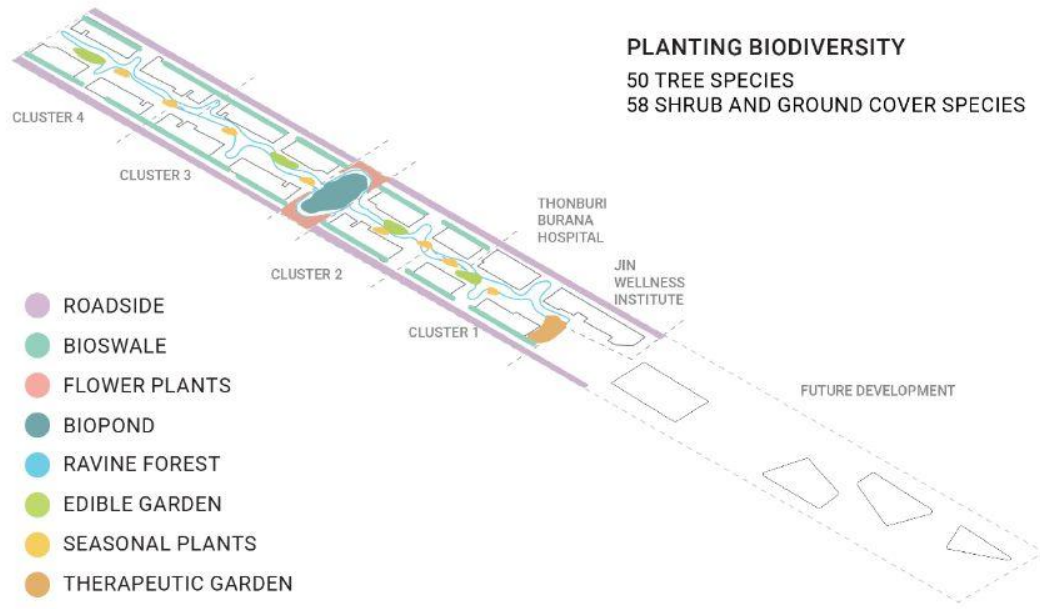 PLANTING BIODIVERSITY
50 TREE SPECIES
58 SHRUB AND GROUND COVER SPECIES
CLUSTER 4
CLUSTER 3
CLUSTER 2
CLUSTER 1
THONBURI
BURANA
HOSPITAL
JIN
WELLNESS
INSTITUTE
FUTURE DEVELOPMENT
ROADSIDE
BIOSWALE
FLOWER PLANTS
BIOPOND
RAVINE FOREST
EDIBLE GARDEN
SEASONAL PLANTS
THERAPEUTIC GARDEN